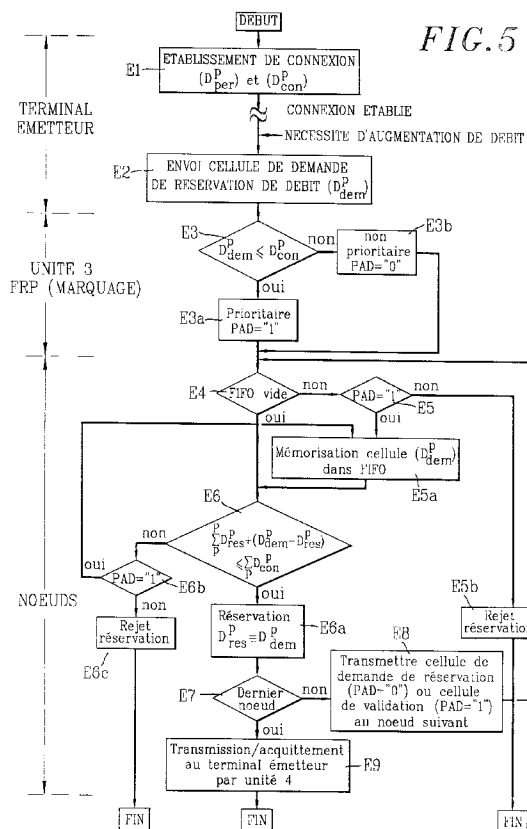 DEBUT
FIG.5
E1
ETABLISSEMENT DE CONNEXION
(D^p_per) et (D^p_con)
TERMINAL
EMETTEUR
CONNEXION ETABLIE
NECESSITE D'AUGMENTATION DE DEBIT
E2
ENVOI CELLULE DE DEMANDE
DE RESERVATION DE DEBIT (D^p_dem)
UNITE 3
FRP (MARQUAGE)
E3
D^p_dem ≤ D^p_con
non
E3b
non
prioritaire
PAD="0"
oui
E3a
Prioritaire
PAD="1"
NOEUDS
E4
FIFO vide
non
PAD="1"
E5
non
oui
oui
Mémorisation cellule (D^p_dem)
dans FIFO
E5a
E6
non
∑_p D^p_res+(D^p_dem-D^p_res)
≤∑_p D^p_con
oui
PAD="1"
E6b
non
oui
Rejet
réservation
E6c
Réservation
D^p_res=D^p_dem
E6a
E5b
Rejet
réservation
E7
Dernier
noeud
non
oui
E8
Transmettre cellule de
demande de réservation
(PAD="0") ou cellule
de validation (PAD="1")
au noeud suivant
Transmission/acquittement
au terminal émetteur
par unité 4
E9
FIN
FIN
FIN